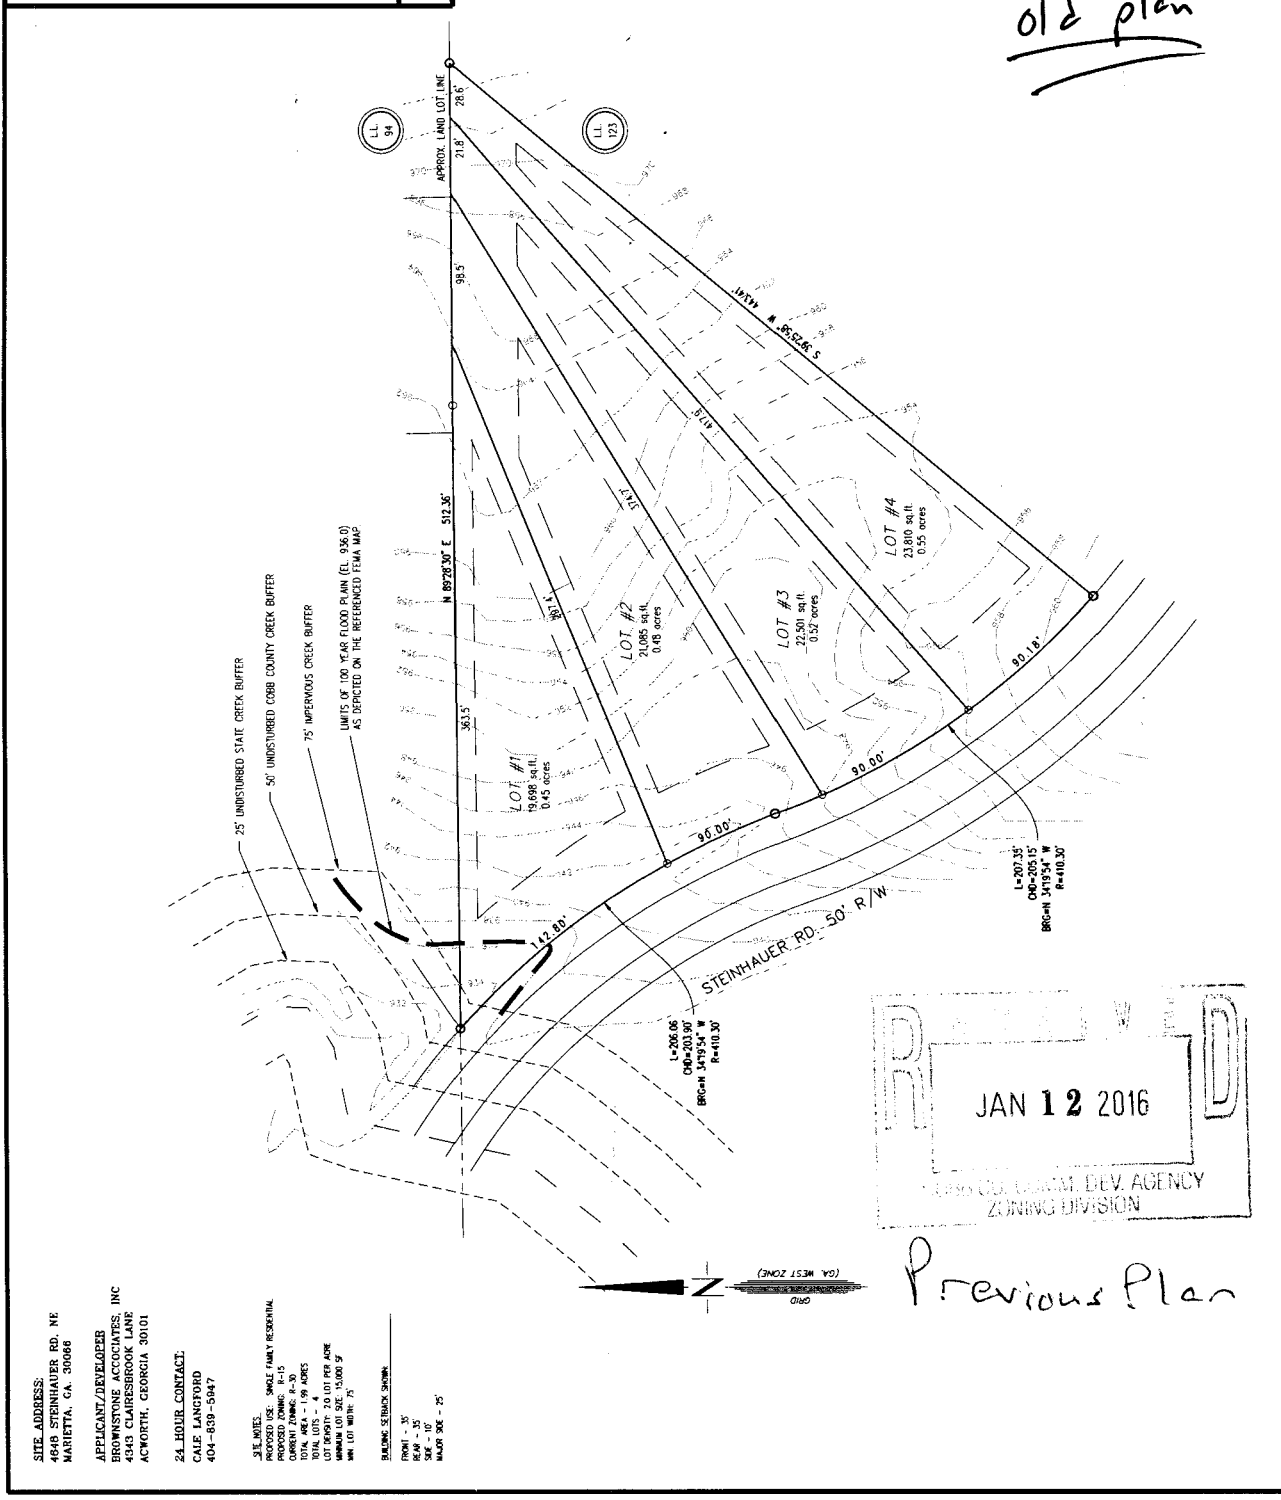 old plan
APPROX. LAND LOT LINE
28.6'
21.8'
98.5'
L.L.
94
L.L.
123
N 89°28'30" E 512.36'
363.5'
S 39°25'58" W 443.41'
417.9'
374.7'
LOT #1
19,698 sq.ft.
0.45 acres
LOT #2
21,085 sq.ft.
0.48 acres
LOT #3
22,501 sq.ft.
0.52 acres
LOT #4
23,810 sq.ft.
0.55 acres
142.80'
90.00'
90.00'
90.18'
STEINHAUER RD. 50' R/W
25' UNDISTURBED STATE CREEK BUFFER
50' UNDISTURBED COBB COUNTY CREEK BUFFER
75' IMPERVIOUS CREEK BUFFER
LIMITS OF 100 YEAR FLOOD PLAIN (EL. 936.0)
AS DEPICTED ON THE REFERENCED FEMA MAP.
L=206.06
CHD=203.90'
BRG=N 34°19'54" W
R=410.30'
L=207.35'
CHD=205.15'
BRG=N 34°19'54" W
R=410.30'
JAN 12 2016
COMM. DEV. AGENCY
ZONING DIVISION
Previous Plan
N
GRID
(GA. WEST ZONE)
SITE ADDRESS:
4648 STEINHAUER RD, NE
MARIETTA, GA. 30066
APPLICANT/DEVELOPER
BROWNSTONE ACCOCIATES, INC
4343 CLAIRESBROOK LANE
ACWORTH, GEORGIA 30101
24 HOUR CONTACT:
CALE LANGFORD
404-839-5947
SITE NOTES:
PROPOSED USE: SINGLE FAMILY RESIDENTIAL
PROPOSED ZONING: R-15
CURRENT ZONING: R-30
TOTAL AREA - 1.99 ACRES
TOTAL LOTS - 4
LOT DENSITY: 2.0 LOT PER ACRE
MINIMUM LOT SIZE: 15,000 SF
MIN. LOT WIDTH: 75'
BUILDING SETBACK SHOWN:
FRONT - 35'
REAR - 35'
SIDE - 10'
MAJOR SIDE - 25'